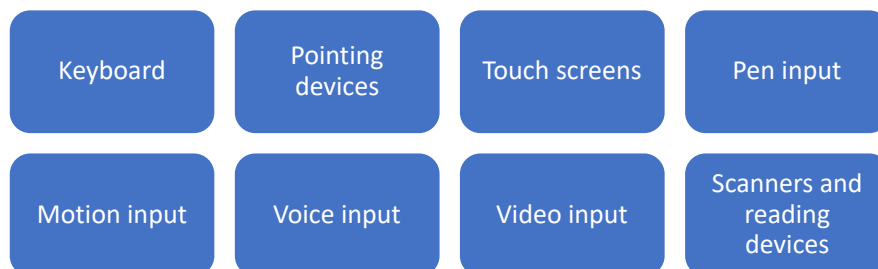 Keyboard
Pointing
devices
Touch screens
Pen input
Motion input
Voice input
Video input
Scanners and
reading
devices